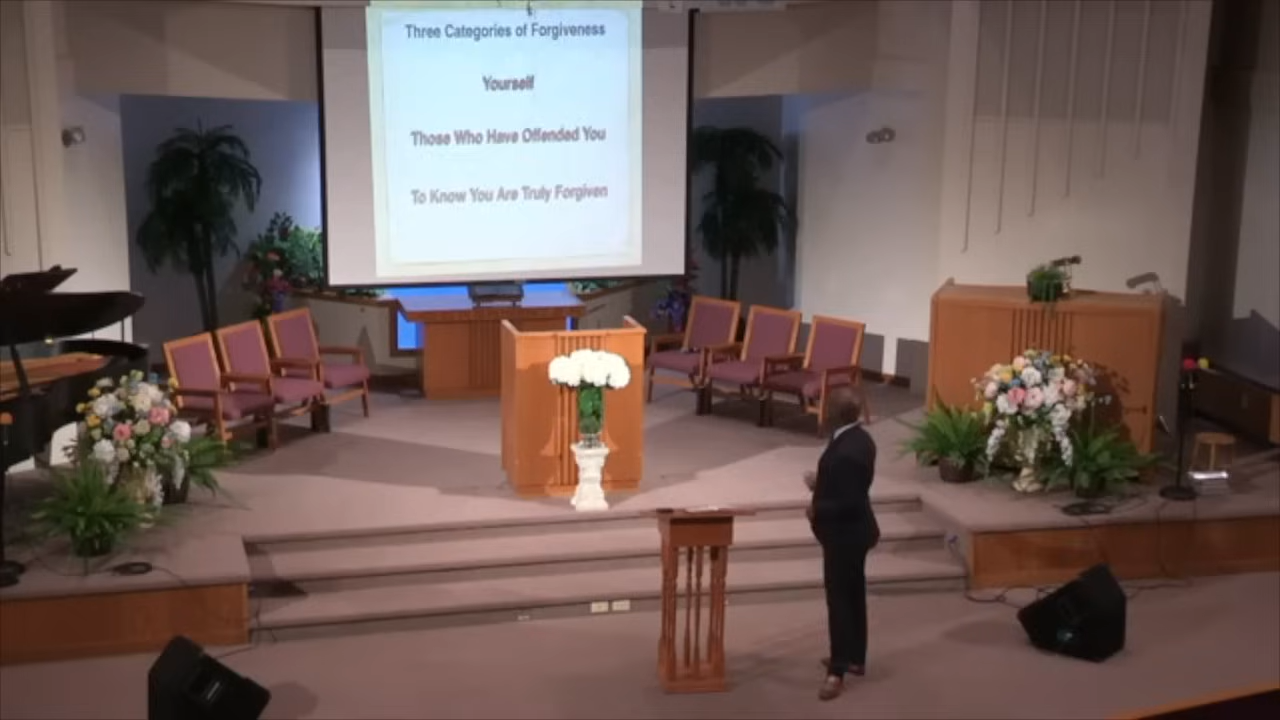 Three Categories of Forgiveness
Yourself
Those Who Have Offended You
To Know You Are Truly Forgiven